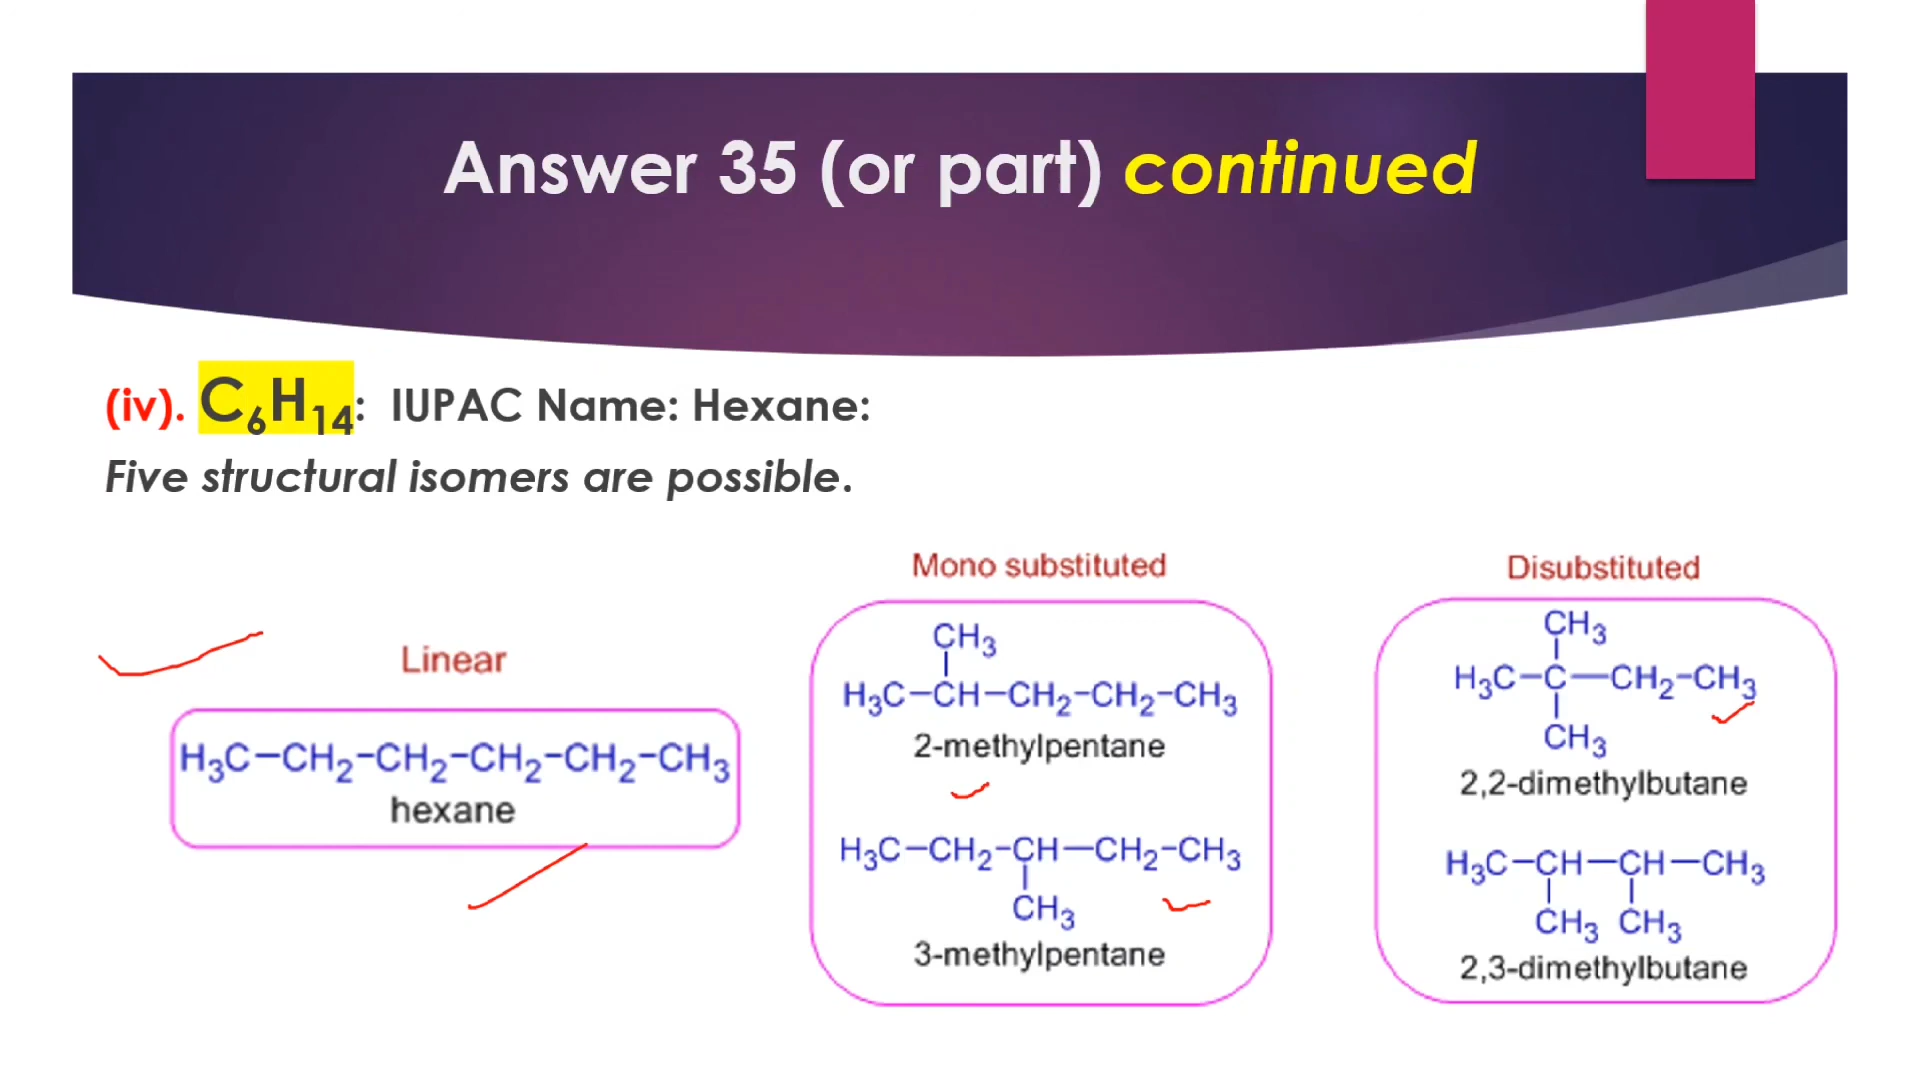 Answer 35 (or part) continued
(iv). C₆H₁₄: IUPAC Name: Hexane:
Five structural isomers are possible.
Linear
H₃C–CH₂–CH₂–CH₂–CH₂–CH₃
hexane
Mono substituted
CH₃
H₃C–CH–CH₂–CH₂–CH₃
2-methylpentane
H₃C–CH₂–CH–CH₂–CH₃
CH₃
3-methylpentane
Disubstituted
CH₃
H₃C–C–CH₂–CH₃
CH₃
2,2-dimethylbutane
H₃C–CH–CH–CH₃
CH₃ CH₃
2,3-dimethylbutane